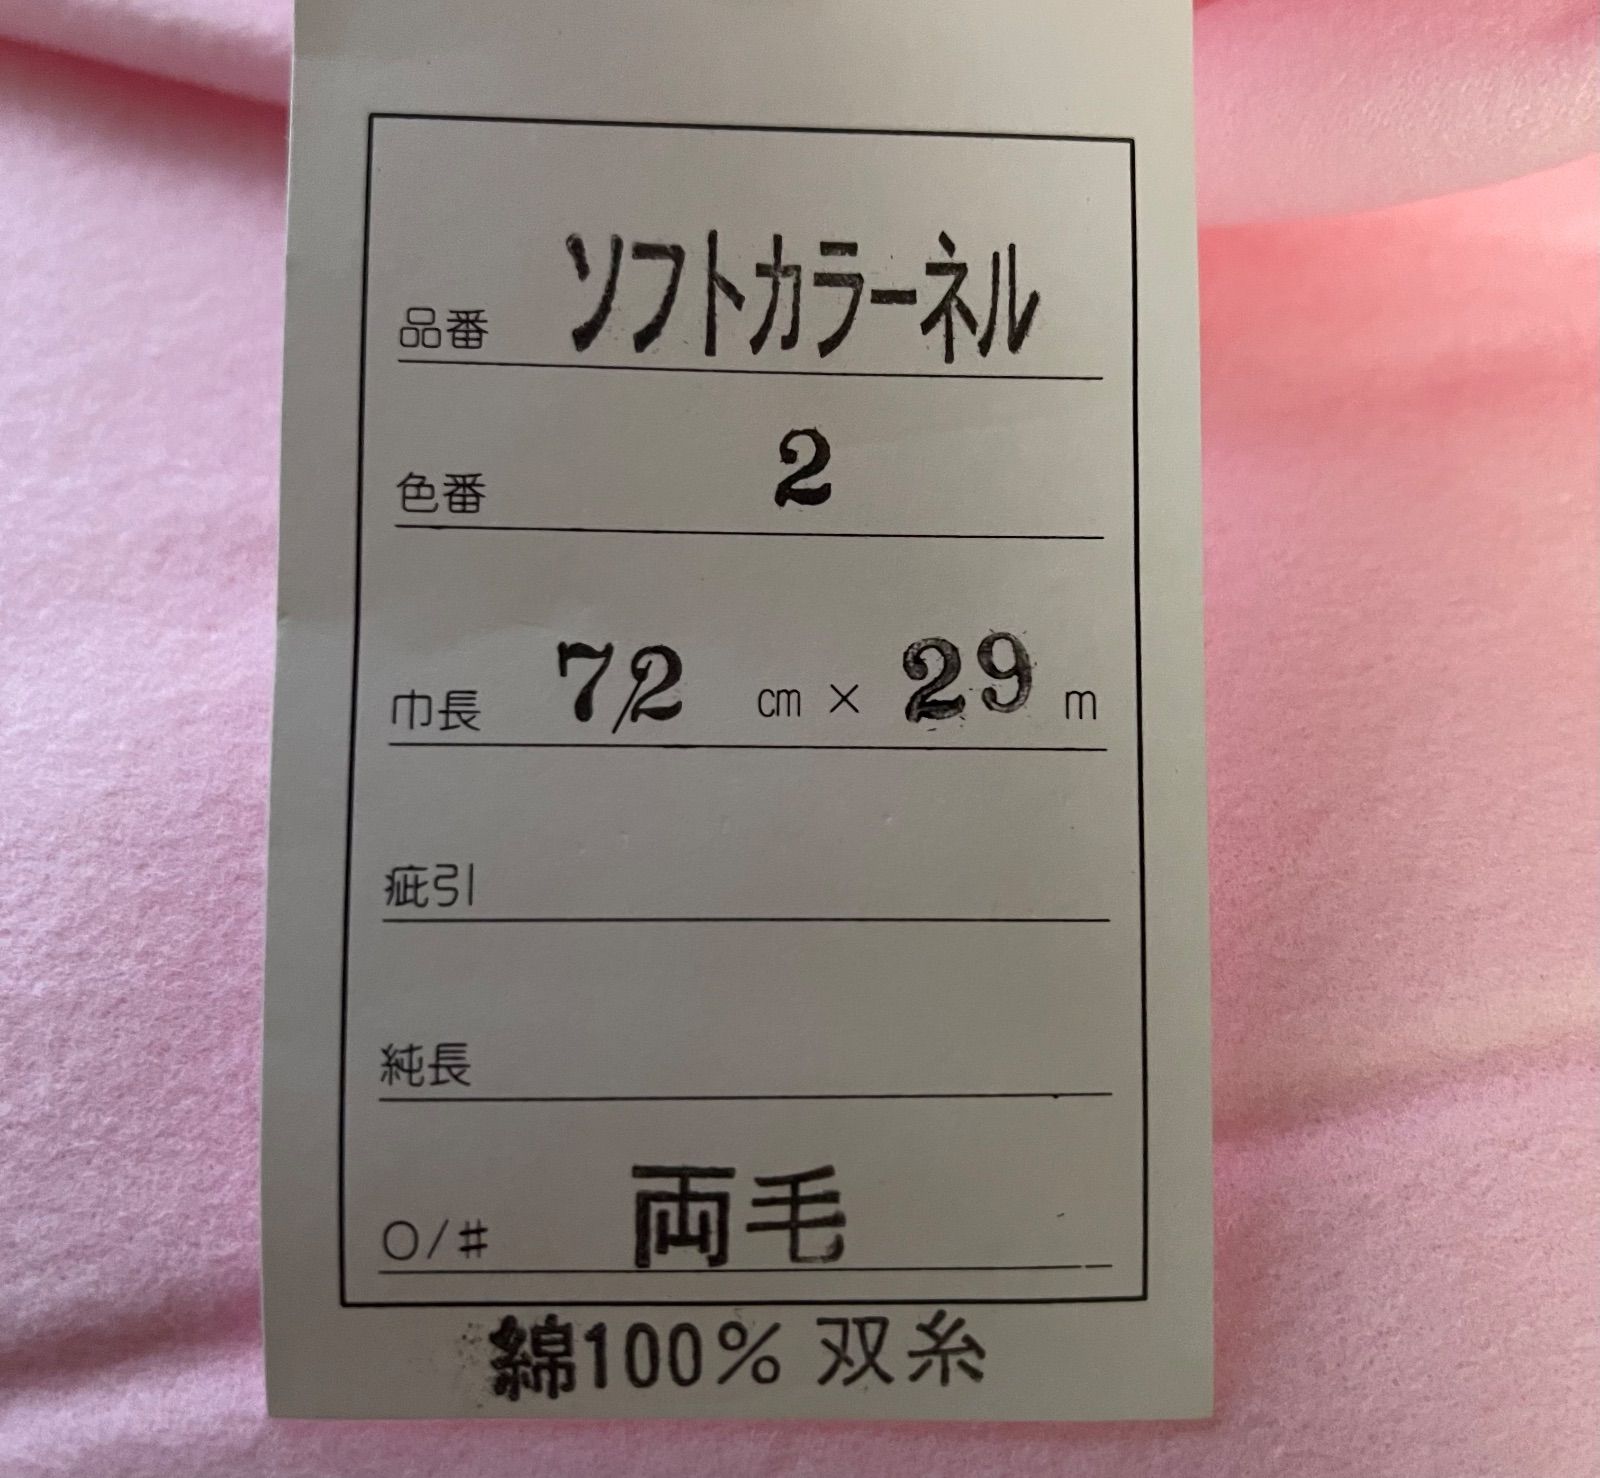 品番 ソフトカラーネル
色番 2
巾長 72 cm × 29 m
疵引
純長
○/# 両毛
綿100% 双糸